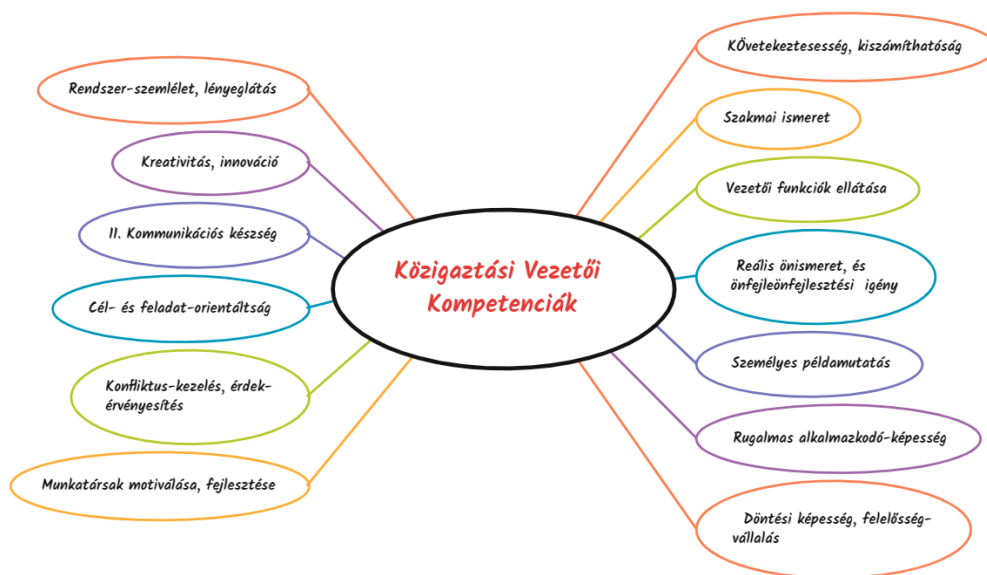 Közigaztási Vezetői
Kompetenciák
Rendszer-szemlélet, lényeglátás
Kreativitás, innováció
II. Kommunikációs készség
Cél- és feladat-orientáltság
Konfliktus-kezelés, érdek-
érvényesítés
Munkatársak motiválása, fejlesztése
KÖvetekeztesesség, kiszámíthatóság
Szakmai ismeret
Vezetői funkciók ellátása
Reális önismeret, és
önfejleönfejlesztési igény
Személyes példamutatás
Rugalmas alkalmazkodó-képesség
Döntési képesség, felelősség-
vállalás